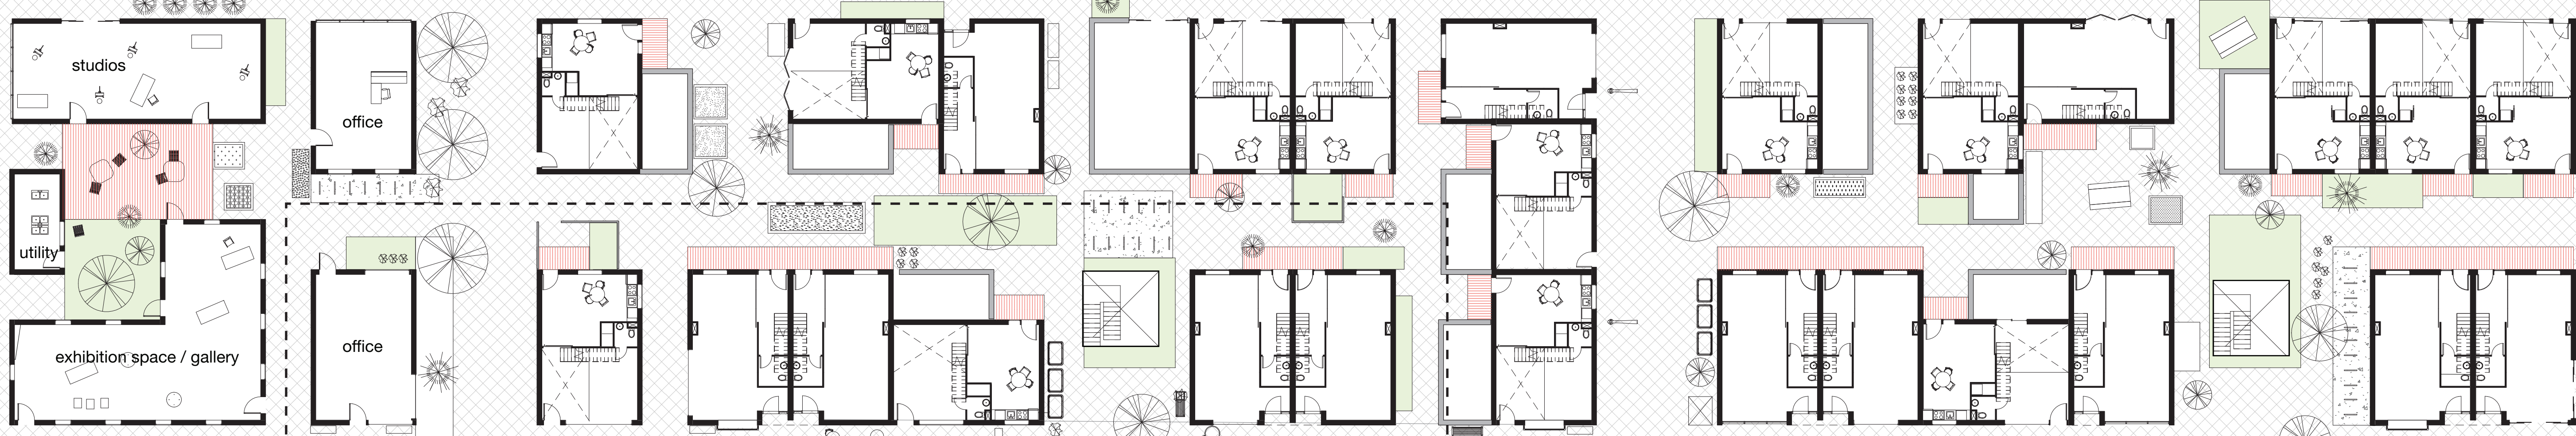 studios
office
utility
exhibition space / gallery
office